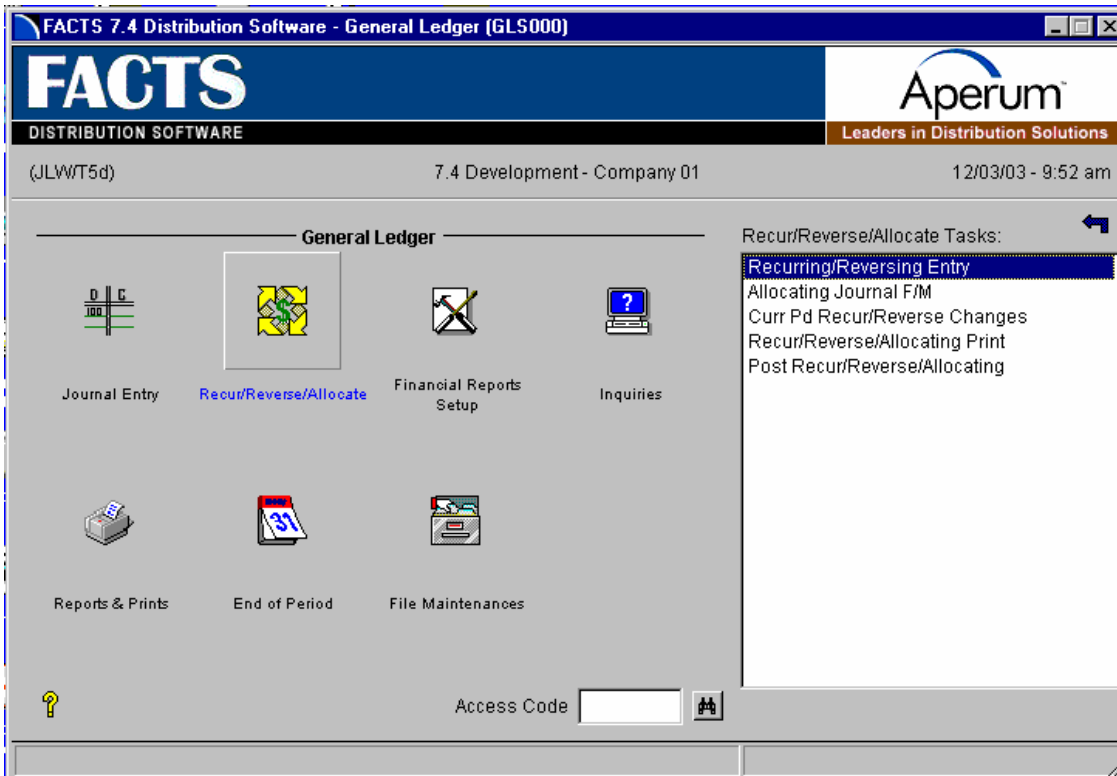 FACTS 7.4 Distribution Software - General Ledger (GLS000)
FACTS
DISTRIBUTION SOFTWARE
Aperum™
Leaders in Distribution Solutions
(JLW/T5d)
7.4 Development - Company 01
12/03/03 - 9:52 am
General Ledger
D C
100
Journal Entry
$
Recur/Reverse/Allocate
Financial Reports
Setup
?
Inquiries
Reports & Prints
31
End of Period
File Maintenances
Recur/Reverse/Allocate Tasks:
Recurring/Reversing Entry
Allocating Journal F/M
Curr Pd Recur/Reverse Changes
Recur/Reverse/Allocating Print
Post Recur/Reverse/Allocating
?
Access Code